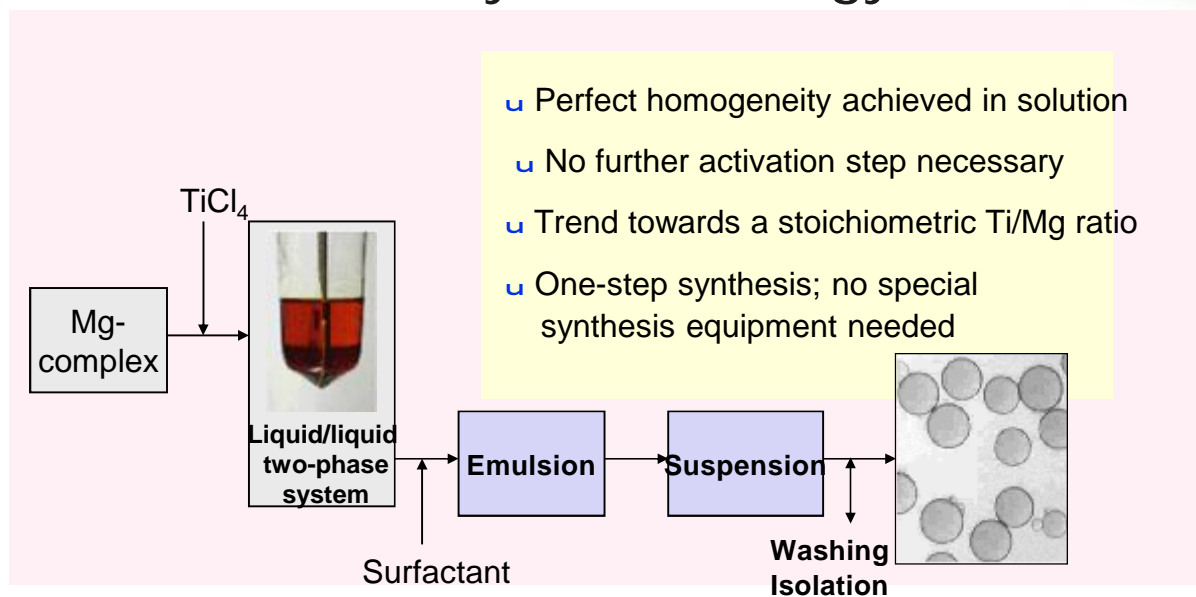 u Perfect homogeneity achieved in solution
u No further activation step necessary
u Trend towards a stoichiometric Ti/Mg ratio
u One-step synthesis; no special
synthesis equipment needed
TiCl₄
Mg-
complex
Liquid/liquid
two-phase
system
Emulsion
Suspension
Surfactant
Washing
Isolation